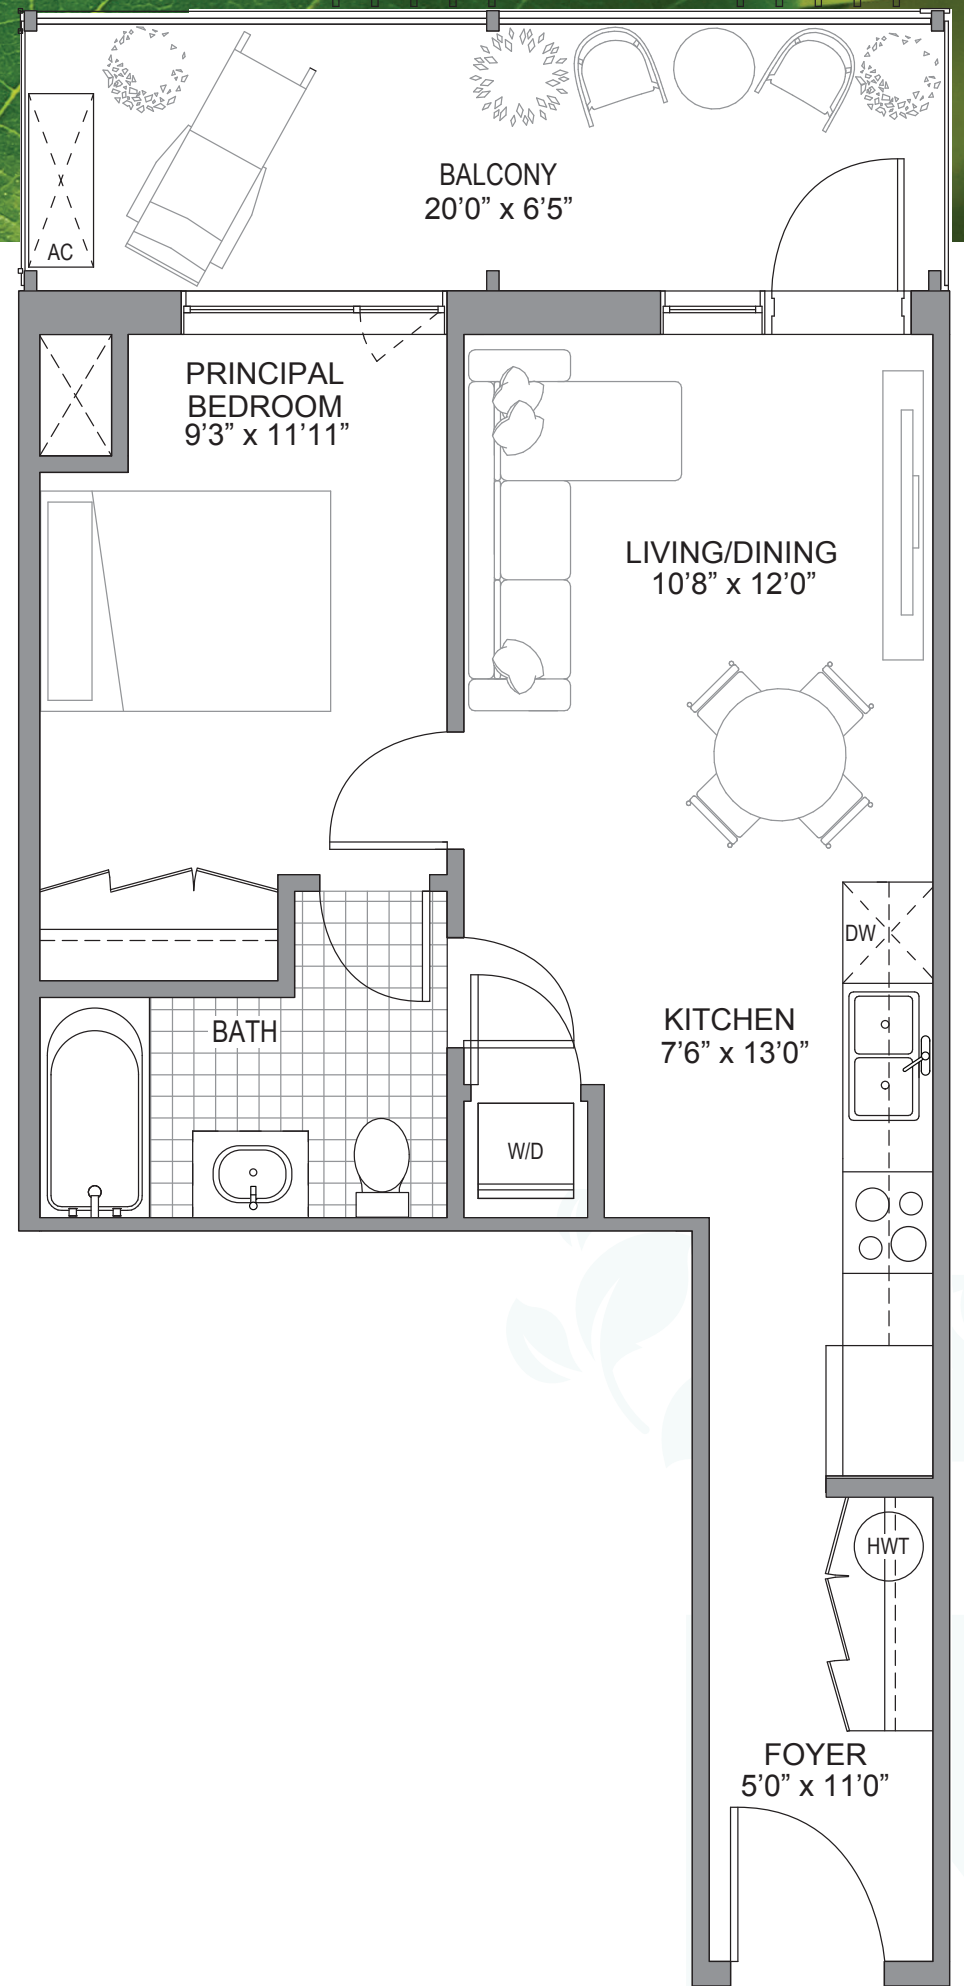 BALCONY
20’0” x 6’5”
AC
PRINCIPAL
BEDROOM
9’3” x 11’11”
LIVING/DINING
10’8” x 12’0”
DW
BATH
KITCHEN
7’6” x 13’0”
W/D
HWT
FOYER
5’0” x 11’0”